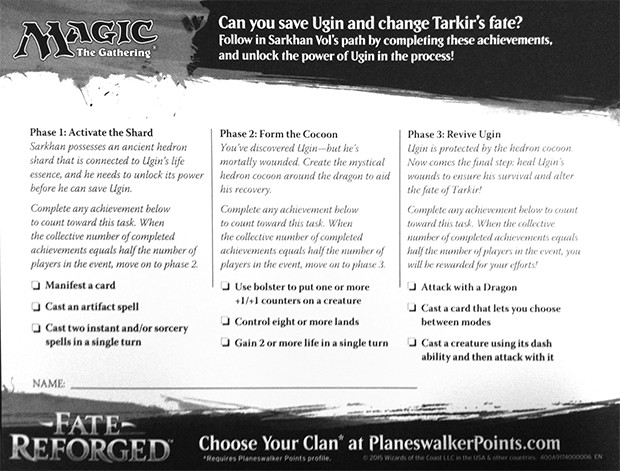 MAGIC
The Gathering®
Can you save Ugin and change Tarkir's fate?
Follow in Sarkhan Vol's path by completing these achievements,
and unlock the power of Ugin in the process!
Phase 1: Activate the Shard
Sarkhan possesses an ancient hedron
shard that is connected to Ugin's life
essence, and he needs to unlock its power
before he can save Ugin.
Complete any achievement below
to count toward this task. When
the collective number of completed
achievements equals half the number of
players in the event, move on to phase 2.
❏ Manifest a card
❏ Cast an artifact spell
❏ Cast two instant and/or sorcery
spells in a single turn
Phase 2: Form the Cocoon
You've discovered Ugin—but he's
mortally wounded. Create the mystical
hedron cocoon around the dragon to aid
his recovery.
Complete any achievement below
to count toward this task. When
the collective number of completed
achievements equals half the number of
players in the event, move on to phase 3.
❏ Use bolster to put one or more
+1/+1 counters on a creature
❏ Control eight or more lands
❏ Gain 2 or more life in a single turn
Phase 3: Revive Ugin
Ugin is protected by the hedron cocoon.
Now comes the final step: heal Ugin's
wounds to ensure his survival and alter
the fate of Tarkir!
Complete any achievement below to count
toward this task. When the collective
number of completed achievements equals
half the number of players in the event, you
will be rewarded for your efforts!
❏ Attack with a Dragon
❏ Cast a card that lets you choose
between modes
❏ Cast a creature using its dash
ability and then attack with it
NAME:
FATE
REFORGED™
Choose Your Clan* at PlaneswalkerPoints.com
*Requires Planeswalker Points profile.
© 2015 Wizards of the Coast LLC in the USA & other countries. 400A9174000006 EN